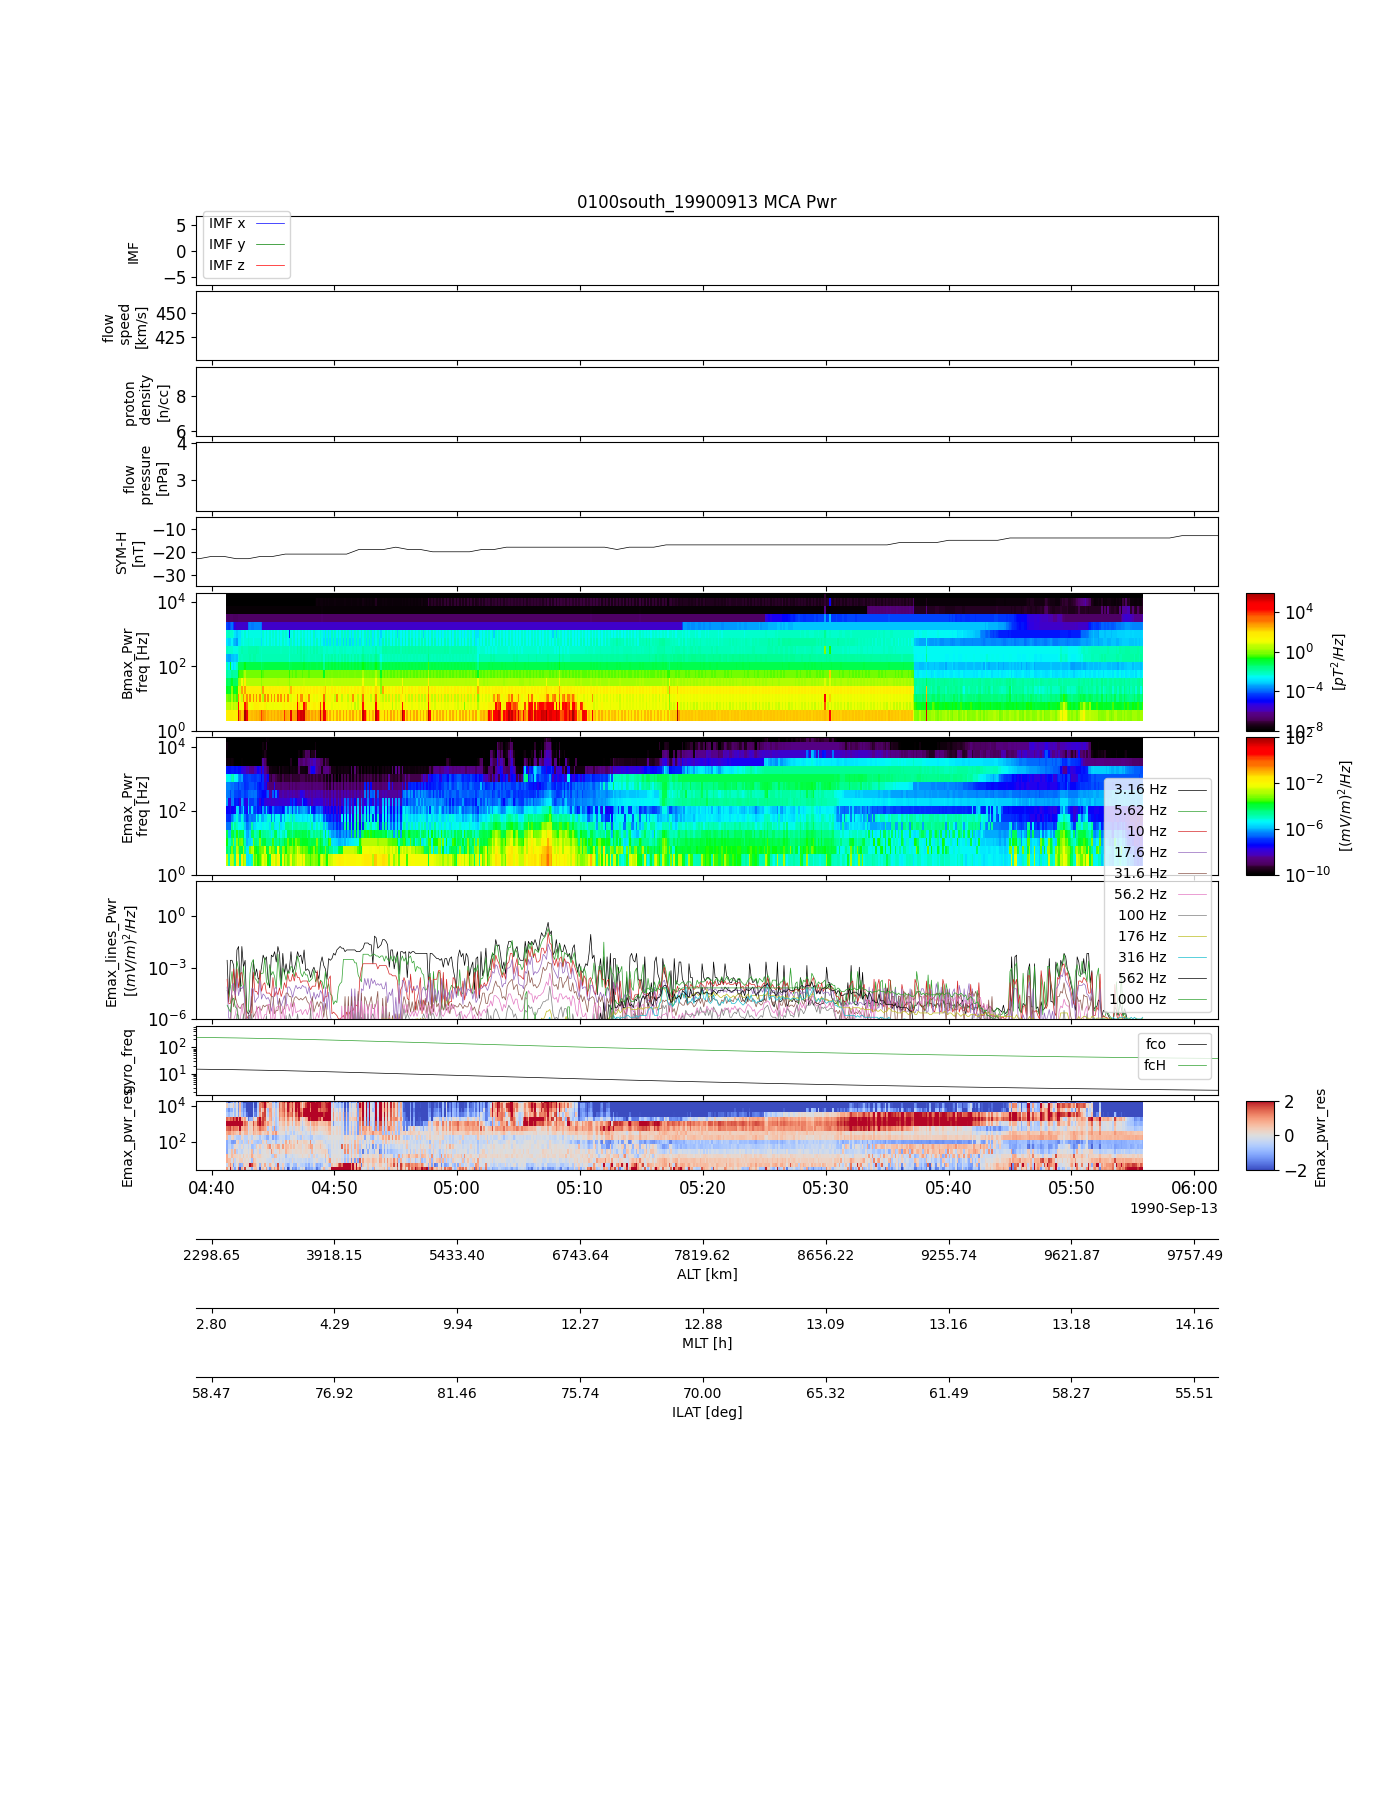 0100south_19900913 MCA Pwr
IMF
5
0
−5
IMF x
IMF y
IMF z
flow
speed
[km/s]
450
425
proton
density
[n/cc]
8
6
flow
pressure
[nPa]
4
3
SYM-H
[nT]
−10
−20
−30
Bmax_Pwr
freq [Hz]
10^4
10^2
10^0
10^4
10^0
10^−4
10^−8
[pT^2/Hz]
Emax_Pwr
freq [Hz]
10^4
10^2
10^0
10^2
10^−2
10^−6
10^−10
[(mV/m)^2/Hz]
3.16 Hz
5.62 Hz
10 Hz
17.6 Hz
31.6 Hz
56.2 Hz
100 Hz
176 Hz
316 Hz
562 Hz
1000 Hz
Emax_lines_Pwr
[(mV/m)^2/Hz]
10^0
10^−3
10^−6
gyro_freq
10^2
10^1
fco
fcH
Emax_pwr_res
10^4
10^2
2
0
−2
Emax_pwr_res
04:40 04:50 05:00 05:10 05:20 05:30 05:40 05:50 06:00
1990-Sep-13
2298.65 3918.15 5433.40 6743.64 7819.62 8656.22 9255.74 9621.87 9757.49
ALT [km]
2.80 4.29 9.94 12.27 12.88 13.09 13.16 13.18 14.16
MLT [h]
58.47 76.92 81.46 75.74 70.00 65.32 61.49 58.27 55.51
ILAT [deg]